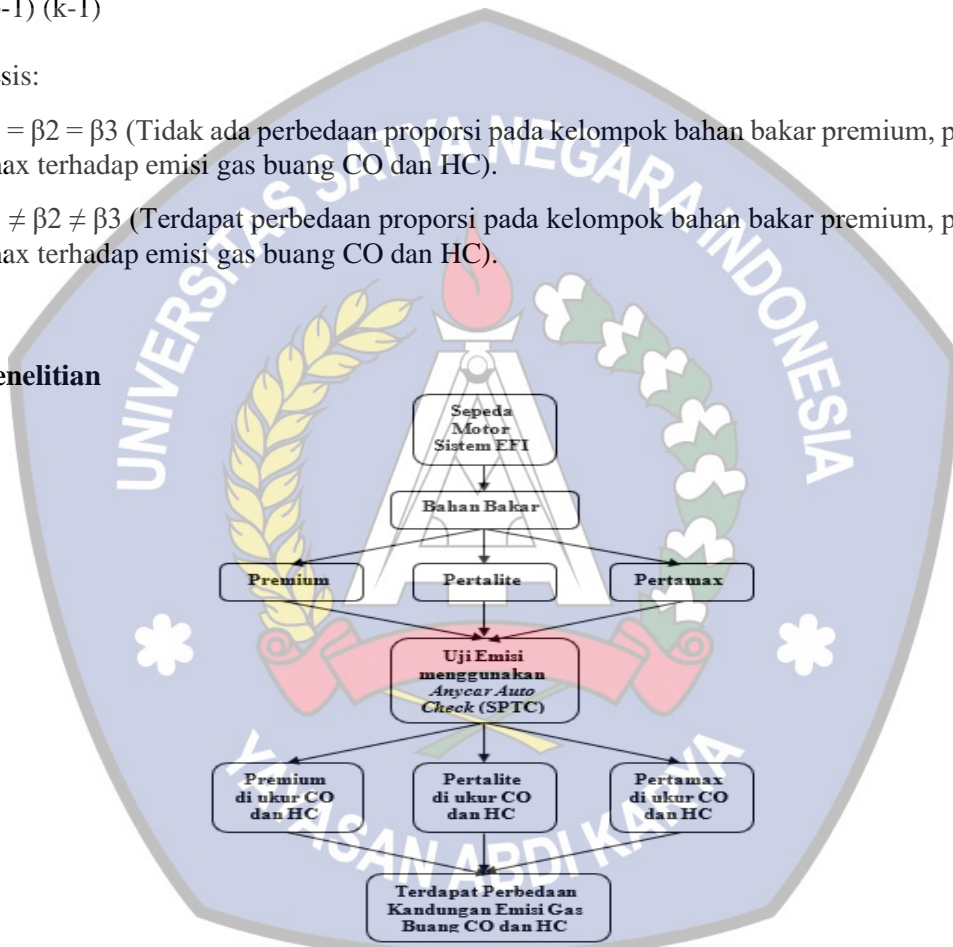 -1) (k-1)
sis:
= β2 = β3 (Tidak ada perbedaan proporsi pada kelompok bahan bakar premium, p
nax terhadap emisi gas buang CO dan HC).
≠ β2 ≠ β3 (Terdapat perbedaan proporsi pada kelompok bahan bakar premium, p
nax terhadap emisi gas buang CO dan HC).
UNIVERSITAS SATYA NEGARA INDONESIA
enelitian
Sepeda
Motor
Sistem EFI
Bahan Bakar
Premium Pertalite Pertamax
Uji Emisi
menggunakan
Anycar Auto
Check (SPTC)
Premium
di ukur CO
dan HC
Pertalite
di ukur CO
dan HC
Pertamax
di ukur CO
dan HC
Terdapat Perbedaan
Kandungan Emisi Gas
Buang CO dan HC
YAYASAN ABDI KARYA